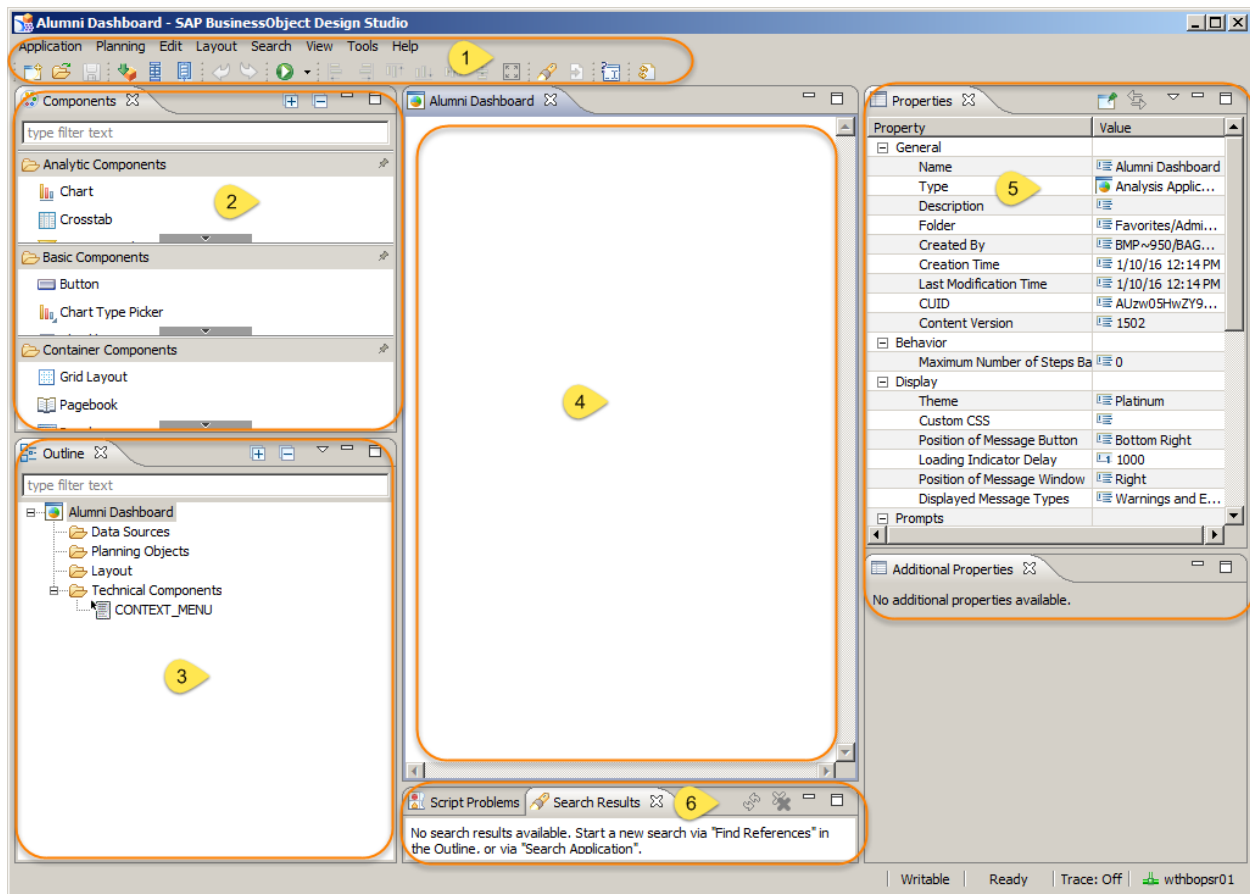 Alumni Dashboard - SAP BusinessObject Design Studio
Application Planning Edit Layout Search View Tools Help
1
Components
type filter text
Analytic Components
Chart
Crosstab
2
Basic Components
Button
Chart Type Picker
Container Components
Grid Layout
Pagebook
Outline
type filter text
Alumni Dashboard
Data Sources
Planning Objects
Layout
Technical Components
CONTEXT_MENU
3
Alumni Dashboard
4
Script Problems Search Results 6
No search results available. Start a new search via "Find References" in
the Outline, or via "Search Application".
Properties
Property Value
General
Name Alumni Dashboard
Type 5 Analysis Applic...
Description
Folder Favorites/Admi...
Created By BMP~950/BAG...
Creation Time 1/10/16 12:14 PM
Last Modification Time 1/10/16 12:14 PM
CUID AUzw05HwZY9...
Content Version 1502
Behavior
Maximum Number of Steps Ba 0
Display
Theme Platinum
Custom CSS
Position of Message Button Bottom Right
Loading Indicator Delay 1000
Position of Message Window Right
Displayed Message Types Warnings and E...
Prompts
Additional Properties
No additional properties available.
Writable Ready Trace: Off wthbopsr01